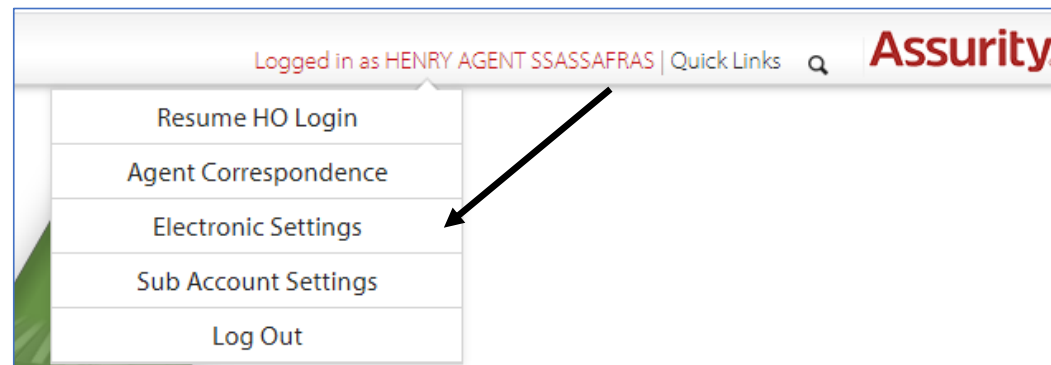 Logged in as HENRY AGENT SSASSAFRAS | Quick Links
Assurity
Resume HO Login
Agent Correspondence
Electronic Settings
Sub Account Settings
Log Out